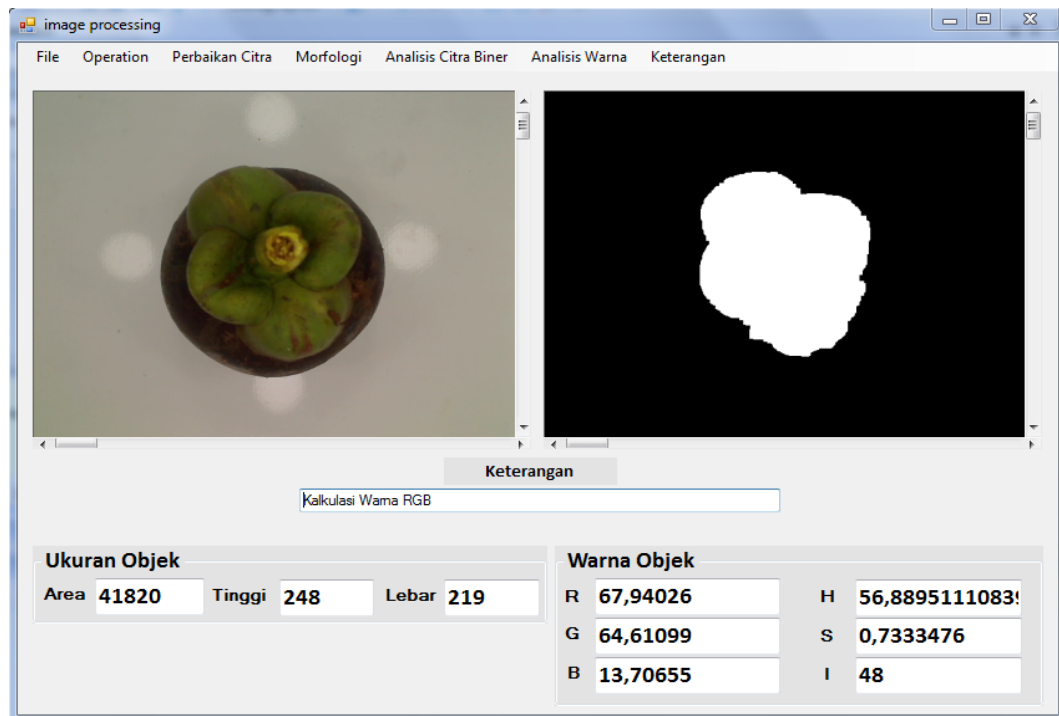 image processing
File Operation Perbaikan Citra Morfologi Analisis Citra Biner Analisis Warna Keterangan
Keterangan
Kalkulasi Warna RGB
Ukuran Objek
Area 41820 Tinggi 248 Lebar 219
Warna Objek
R 67,94026 H 56,8895111083
G 64,61099 S 0,7333476
B 13,70655 I 48